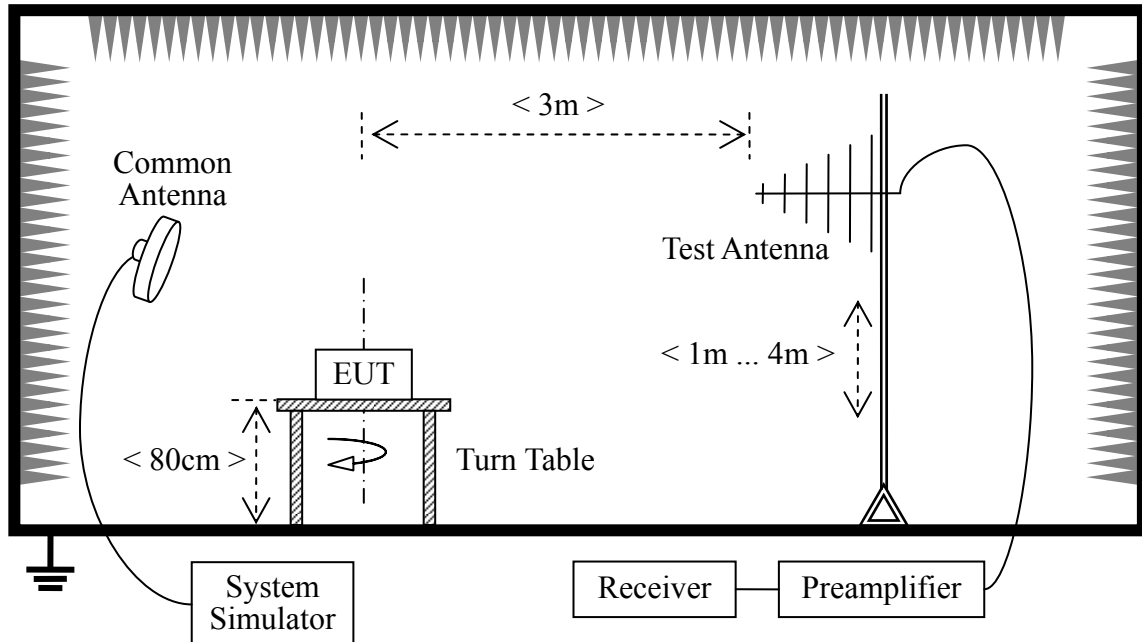 < 3m >
Common
Antenna
Test Antenna
< 1m ... 4m >
EUT
< 80cm >
Turn Table
System
Simulator
Receiver
Preamplifier